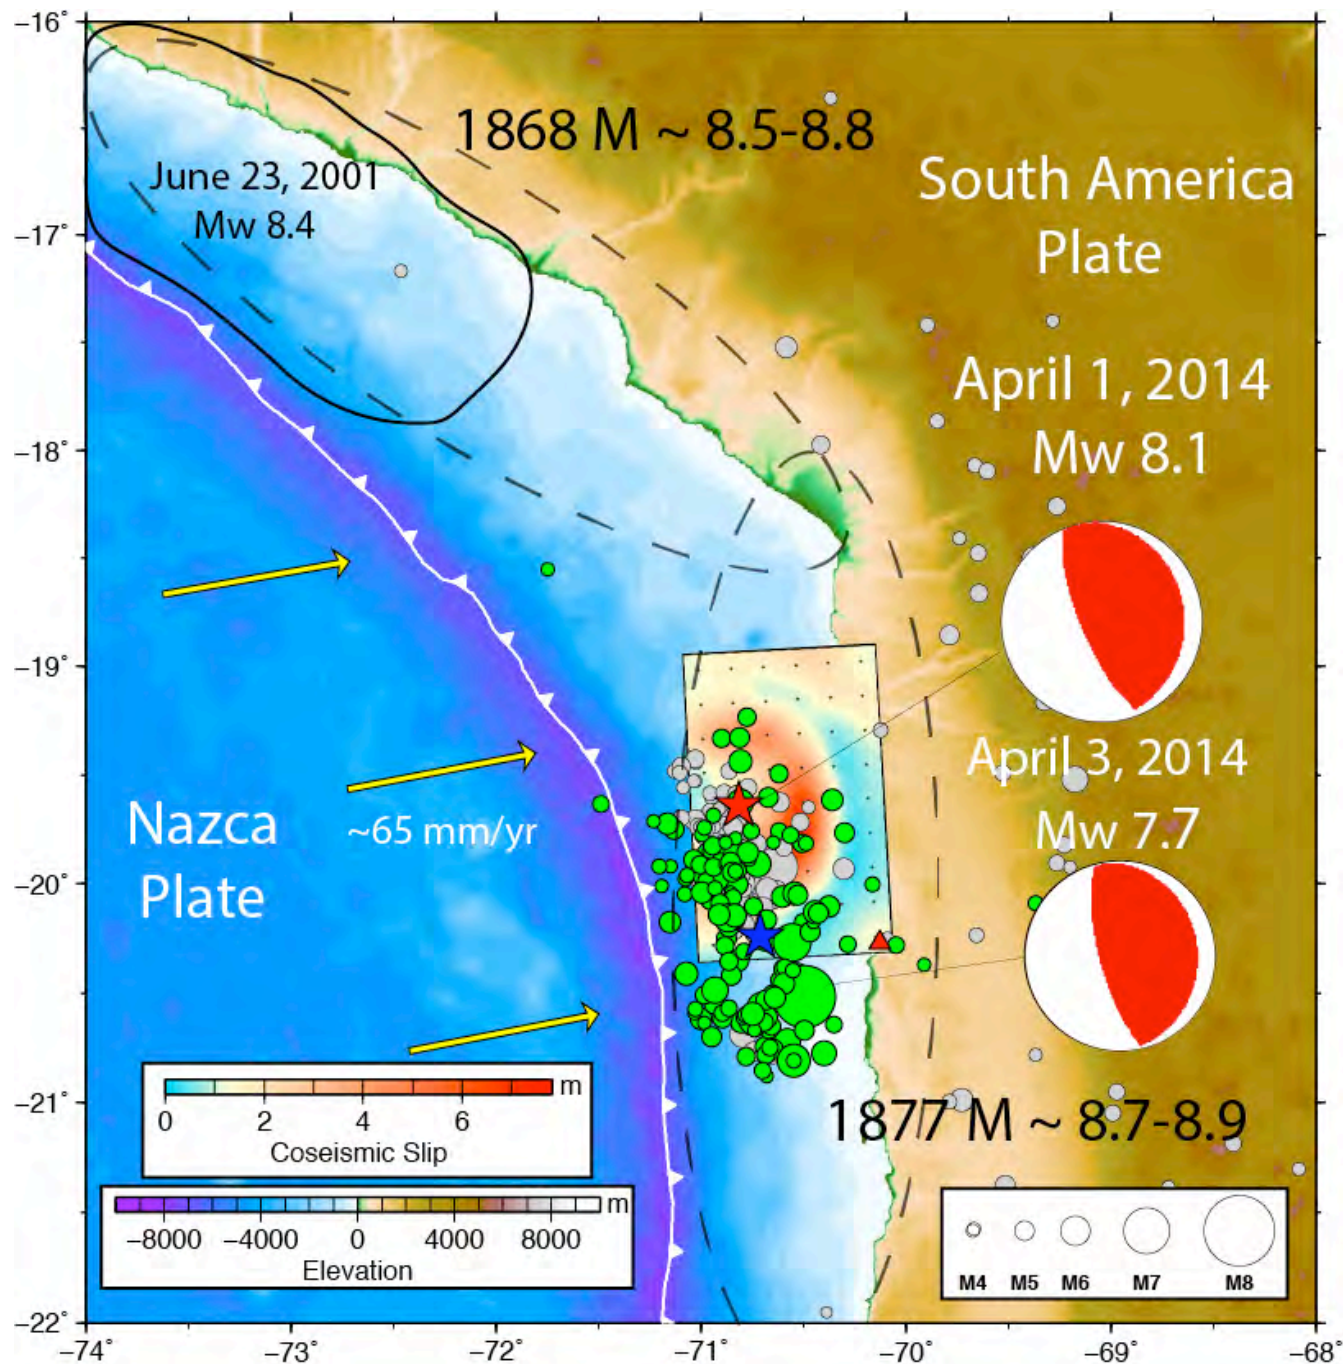 −16˚
1868 M ~ 8.5-8.8
June 23, 2001
Mw 8.4
South America
Plate
−17˚
April 1, 2014
Mw 8.1
−18˚
−19˚
April 3, 2014
Mw 7.7
Nazca
Plate
~65 mm/yr
−20˚
−21˚
m
0 2 4 6
Coseismic Slip
1877 M ~ 8.7-8.9
m
−8000 −4000 0 4000 8000
Elevation
M4 M5 M6 M7 M8
−22˚
−74˚ −73˚ −72˚ −71˚ −70˚ −69˚ −68˚